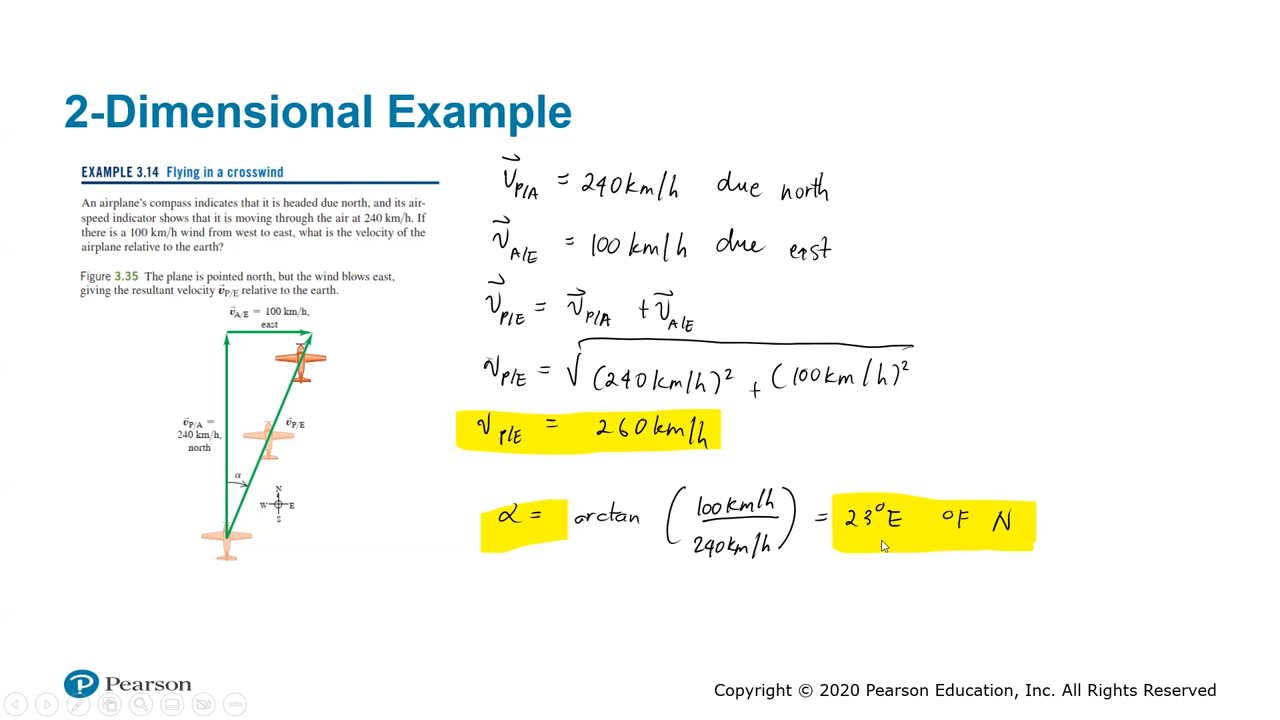 2-Dimensional Example
EXAMPLE 3.14 Flying in a crosswind
An airplane's compass indicates that it is headed due north, and its air-
speed indicator shows that it is moving through the air at 240 km/h. If
there is a 100 km/h wind from west to east, what is the velocity of the
airplane relative to the earth?
Figure 3.35 The plane is pointed north, but the wind blows east,
giving the resultant velocity v⃗P/E relative to the earth.
v⃗A/E = 100 km/h,
east
v⃗P/A =
240 km/h,
north
v⃗P/E
α
N
W E
S
v⃗P/A = 240 km/h due north
v⃗A/E = 100 km/h due east
v⃗P/E = v⃗P/A + v⃗A/E
vP/E = √(240 km/h)² + (100 km/h)²
vP/E = 260 km/h
α = arctan (100 km/h / 240 km/h) = 23° E OF N
Pearson
Copyright © 2020 Pearson Education, Inc. All Rights Reserved